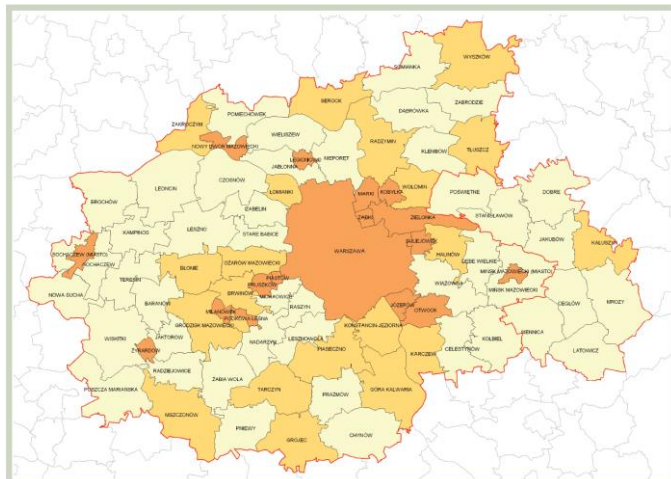 WYSZKÓW
SOMIANKA
ZABRODZIE
DĄBRÓWKA
SEROCK
POMIECHÓWEK
ZAKROCZYM
WIELISZEW
RADZYMIN
TŁUSZCZ
NOWY DWÓR MAZOWIECKI
KLEMBÓW
LEGIONOWO
NIEPORĘT
JABŁONNA
CZOSNÓW
LEONCIN
ŁOMIANKI
MARKI
KOBYŁKA
WOŁOMIN
POŚWIĘTNE
DOBRE
BROCHÓW
IZABELIN
ZĄBKI
ZIELONKA
STANISŁAWÓW
KAMPINOS
LESZNO
STARE BABICE
WARSZAWA
SULEJÓWEK
JAKUBÓW
KAŁUSZYN
SOCHACZEW (MIASTO)
SOCHACZEW
HALINÓW
DĘBE WIELKIE
OŻARÓW MAZOWIECKI
BŁONIE
TERESIN
PIASTÓW
PRUSZKÓW
MIŃSK MAZOWIECKI (MIASTO)
WIĄZOWNA
MIŃSK MAZOWIECKI
NOWA SUCHA
BARANÓW
BRWINÓW
MICHAŁOWICE
RASZYN
JÓZEFÓW
OTWOCK
CEGŁÓW
MROZY
MILANÓWEK
PODKOWA LEŚNA
GRODZISK MAZOWIECKI
KONSTANCIN-JEZIORNA
WISKITKI
JAKTORÓW
NADARZYN
LESZNOWOLA
KOŁBIEL
SIENNICA
ŻYRARDÓW
PIASECZNO
KARCZEW
CELESTYNÓW
LATOWICZ
RADZIEJOWICE
PUSZCZA MARIAŃSKA
ŻABIA WOLA
TARCZYN
PRAŻMÓW
GÓRA KALWARIA
MSZCZONÓW
PNIEWY
GRÓJEC
CHYNÓW